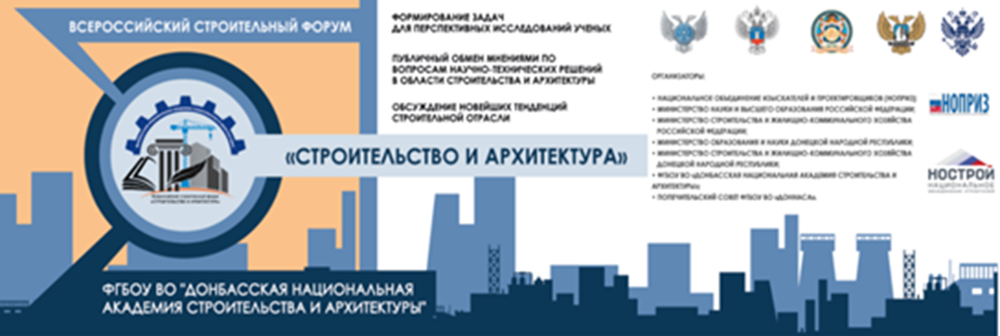 ВСЕРОССИЙСКИЙ СТРОИТЕЛЬНЫЙ ФОРУМ
ФОРМИРОВАНИЕ ЗАДАЧ
ДЛЯ ПЕРСПЕКТИВНЫХ ИССЛЕДОВАНИЙ УЧЕНЫХ
ПУБЛИЧНЫЙ ОБМЕН МНЕНИЯМИ ПО
ВОПРОСАМ НАУЧНО-ТЕХНИЧЕСКИХ РЕШЕНИЙ
В ОБЛАСТИ СТРОИТЕЛЬСТВА И АРХИТЕКТУРЫ
ОБСУЖДЕНИЕ НОВЕЙШИХ ТЕНДЕНЦИЙ
СТРОИТЕЛЬНОЙ ОТРАСЛИ
«СТРОИТЕЛЬСТВО И АРХИТЕКТУРА»
ФГБОУ ВО "ДОНБАССКАЯ НАЦИОНАЛЬНАЯ
АКАДЕМИЯ СТРОИТЕЛЬСТВА И АРХИТЕКТУРЫ"
ОРГАНИЗАТОРЫ:
• НАЦИОНАЛЬНОЕ ОБЪЕДИНЕНИЕ ИЗЫСКАТЕЛЕЙ И ПРОЕКТИРОВЩИКОВ (НОПРИЗ)
• МИНИСТЕРСТВО НАУКИ И ВЫСШЕГО ОБРАЗОВАНИЯ РОССИЙСКОЙ ФЕДЕРАЦИИ;
• МИНИСТЕРСТВО СТРОИТЕЛЬСТВА И ЖИЛИЩНО-КОММУНАЛЬНОГО ХОЗЯЙСТВА
РОССИЙСКОЙ ФЕДЕРАЦИИ;
• МИНИСТЕРСТВО ОБРАЗОВАНИЯ И НАУКИ ДОНЕЦКОЙ НАРОДНОЙ РЕСПУБЛИКИ;
• МИНИСТЕРСТВО СТРОИТЕЛЬСТВА И ЖИЛИЩНО-КОММУНАЛЬНОГО ХОЗЯЙСТВА
ДОНЕЦКОЙ НАРОДНОЙ РЕСПУБЛИКИ;
• ФГБОУ ВО «ДОНБАССКАЯ НАЦИОНАЛЬНАЯ АКАДЕМИЯ СТРОИТЕЛЬСТВА И
АРХИТЕКТУРЫ»;
• ПОПЕЧИТЕЛЬСКИЙ СОВЕТ ФГБОУ ВО «ДОННАСА».
НОПРИЗ
НОСТРОЙ
НАЦИОНАЛЬНОЕ